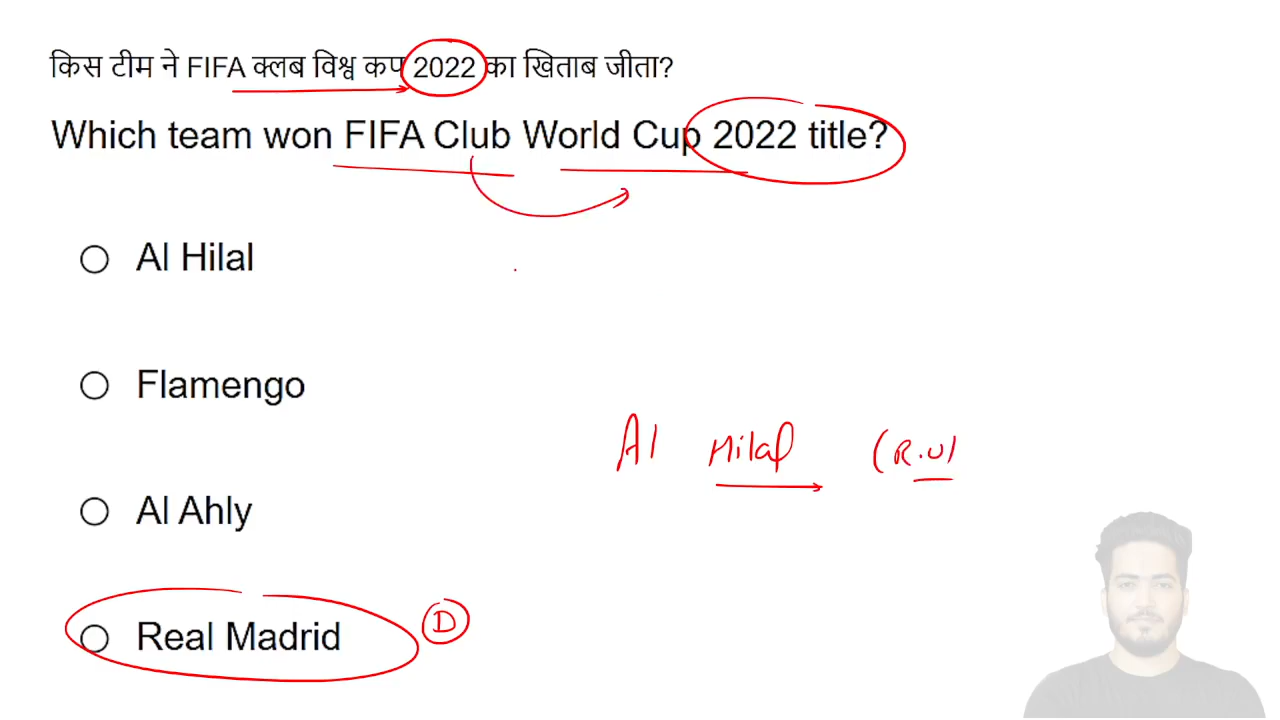 किस टीम ने FIFA क्लब विश्व कप 2022 का खिताब जीता?
Which team won FIFA Club World Cup 2022 title?
Al Hilal
Flamengo
Al Hilal (R.U)
Al Ahly
Real Madrid D